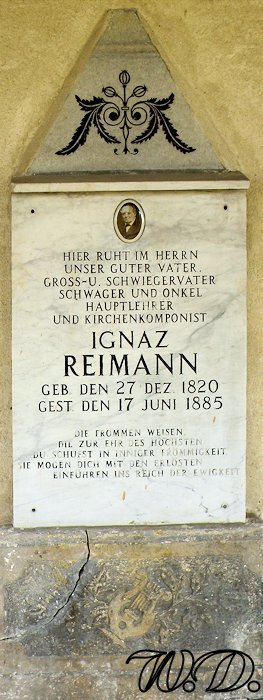 HIER RUHT IM HERRN
UNSER GUTER VATER,
GROSS-U. SCHWIEGERVATER
SCHWAGER UND ONKEL
HAUPTLEHRER
UND KIRCHENKOMPONIST
IGNAZ
REIMANN
GEB. DEN 27 DEZ. 1820
GEST DEN 17 JUNI 1885
DIE FROMMEN WEISEN,
DIE ZUR EHR DES HÖCHSTEN
DU SCHUFST IN INNIGER FRÖMMIGKEIT,
SIE MÖGEN DICH MIT DEN ERLÖSTEN
EINFÜHREN INS REICH DER EWIGKEIT
W. D.